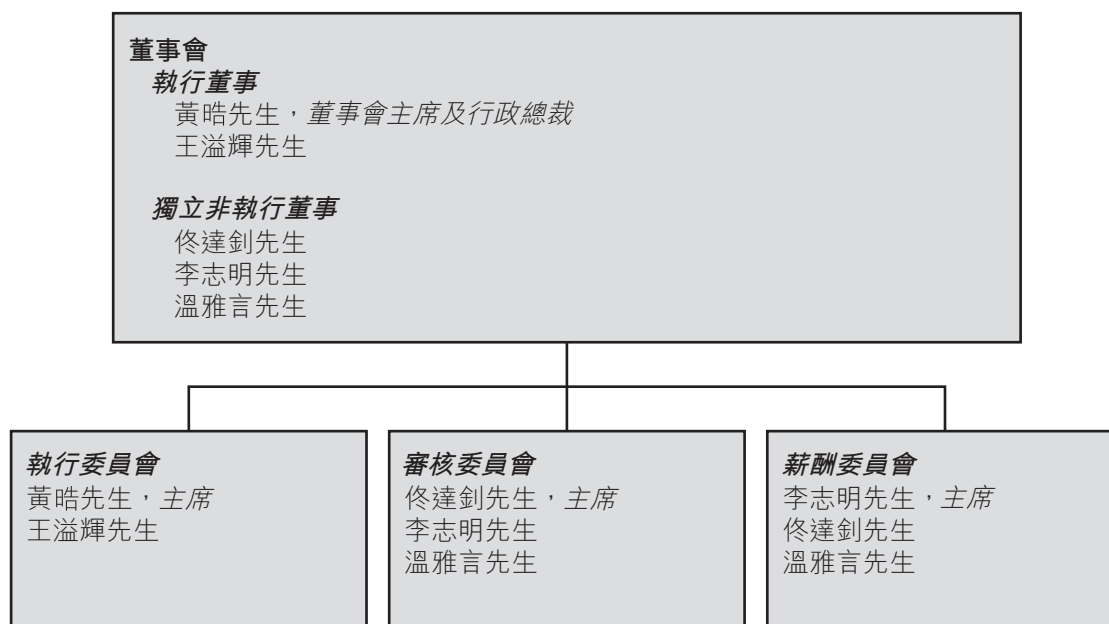 董事會
執行董事
黃晧先生，董事會主席及行政總裁
王溢輝先生
獨立非執行董事
佟達釗先生
李志明先生
溫雅言先生
執行委員會
黃晧先生，主席
王溢輝先生
審核委員會
佟達釗先生，主席
李志明先生
溫雅言先生
薪酬委員會
李志明先生，主席
佟達釗先生
溫雅言先生